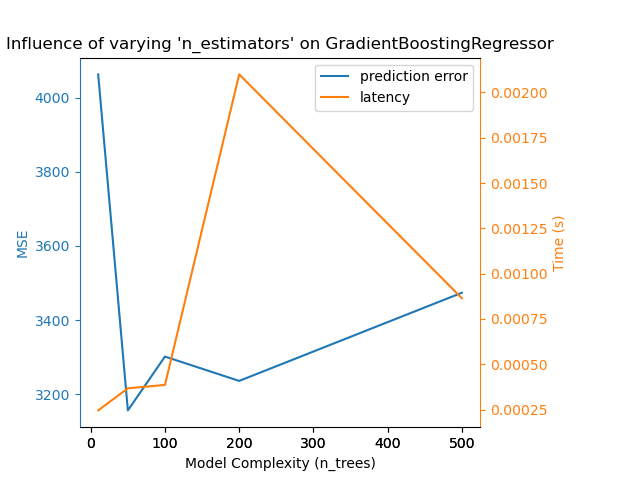 Influence of varying 'n_estimators' on GradientBoostingRegressor
prediction error
latency
MSE
4000
3800
3600
3400
3200
0.00200
0.00175
0.00150
0.00125
0.00100
0.00075
0.00050
0.00025
Time (s)
0 100 200 300 400 500
Model Complexity (n_trees)